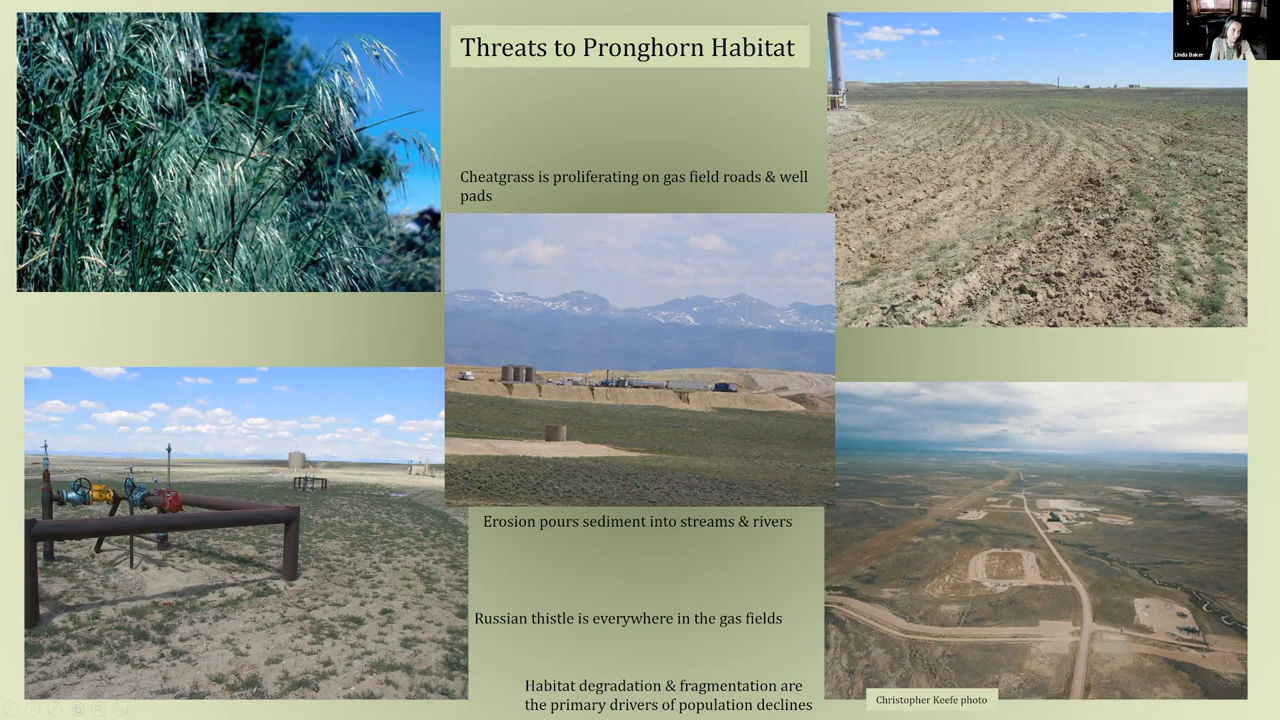 Threats to Pronghorn Habitat
Linda Baker
Cheatgrass is proliferating on gas field roads & well
pads
Erosion pours sediment into streams & rivers
Russian thistle is everywhere in the gas fields
Habitat degradation & fragmentation are
the primary drivers of population declines
Christopher Keefe photo